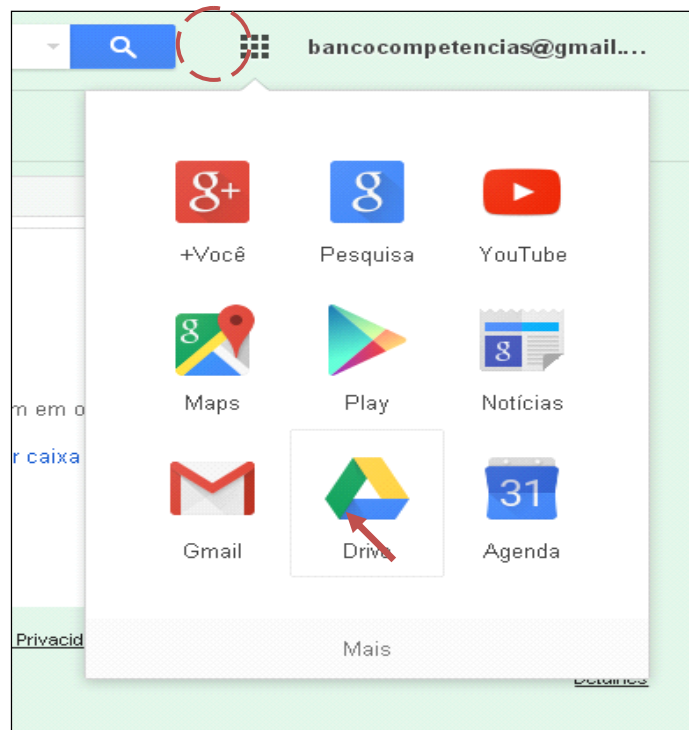 bancocompetencias@gmail....
g+ g
+Você Pesquisa YouTube
g g
Maps Play Notícias
m em o
r caixa
31
Gmail Drive Agenda
Privacid
Mais
Detalhes